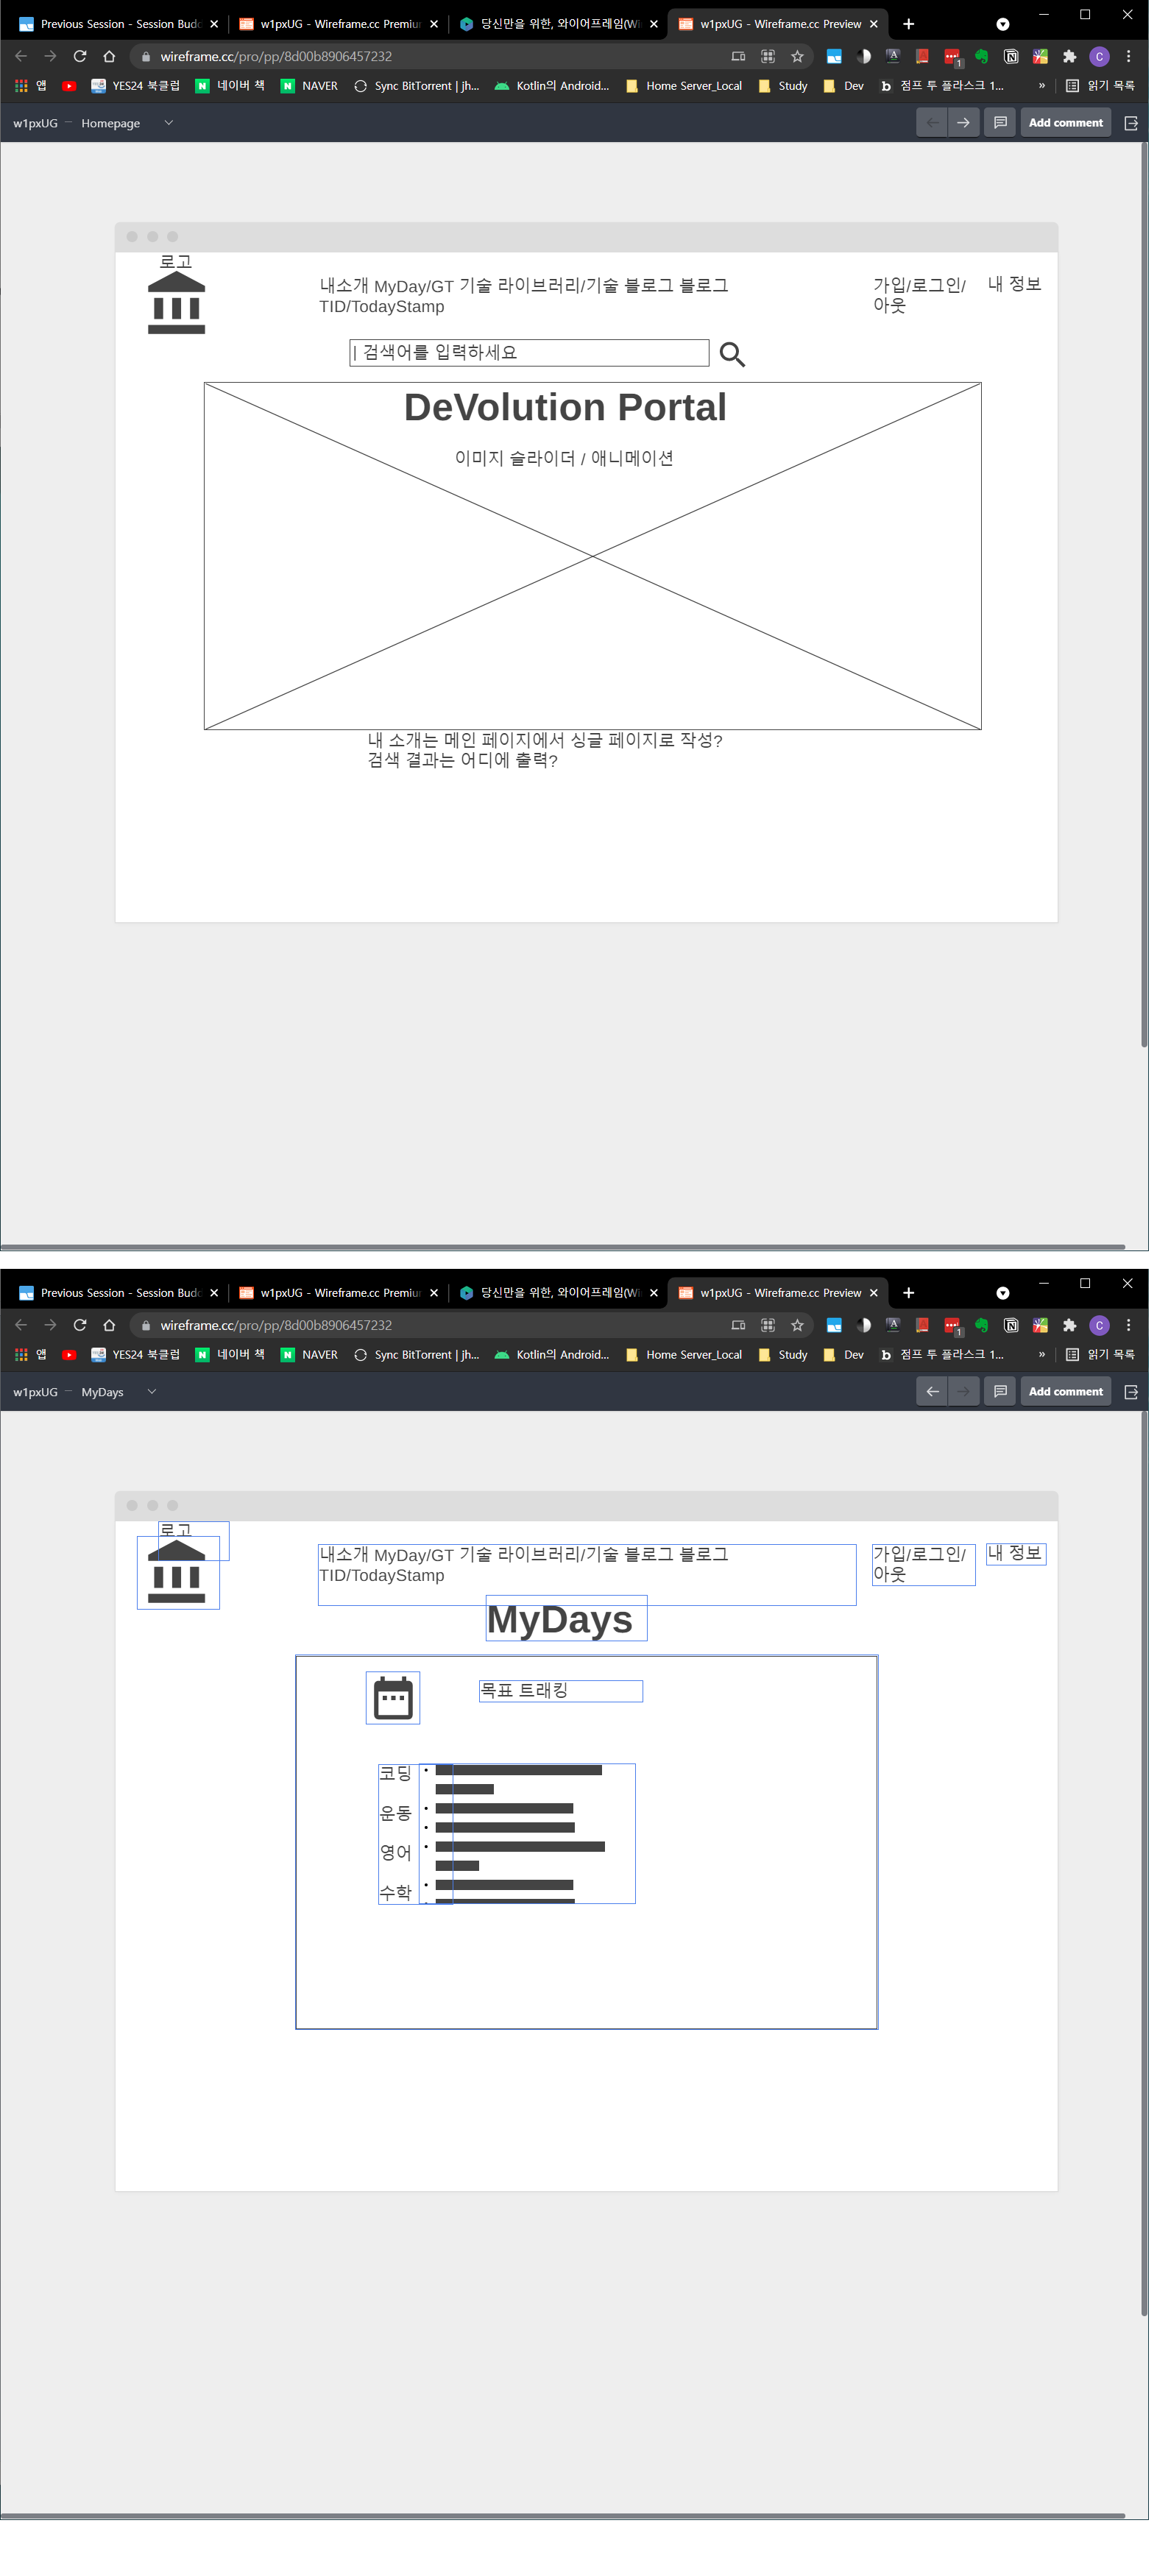 Previous Session - Session Budd
w1pxUG - Wireframe.cc Premium
당신만을 위한, 와이어프레임(Wi
w1pxUG - Wireframe.cc Preview
wireframe.cc/pro/pp/8d00b8906457232
1
C
앱
YES24 북클럽
네이버 책
NAVER
Sync BitTorrent | jh...
Kotlin의 Android...
Home Server_Local
Study
Dev
점프 투 플라스크 1...
»
읽기 목록
w1pxUG
Homepage
Add comment
로고
내소개 MyDay/GT 기술 라이브러리/기술 블로그 블로그
TID/TodayStamp
가입/로그인/
아웃
내 정보
| 검색어를 입력하세요
DeVolution Portal
이미지 슬라이더 / 애니메이션
내 소개는 메인 페이지에서 싱글 페이지로 작성?
검색 결과는 어디에 출력?
Previous Session - Session Budd
w1pxUG - Wireframe.cc Premium
당신만을 위한, 와이어프레임(Wi
w1pxUG - Wireframe.cc Preview
wireframe.cc/pro/pp/8d00b8906457232
1
C
앱
YES24 북클럽
네이버 책
NAVER
Sync BitTorrent | jh...
Kotlin의 Android...
Home Server_Local
Study
Dev
점프 투 플라스크 1...
»
읽기 목록
w1pxUG
MyDays
Add comment
로고
내소개 MyDay/GT 기술 라이브러리/기술 블로그 블로그
TID/TodayStamp
가입/로그인/
아웃
내 정보
MyDays
목표 트래킹
코딩
운동
영어
수학